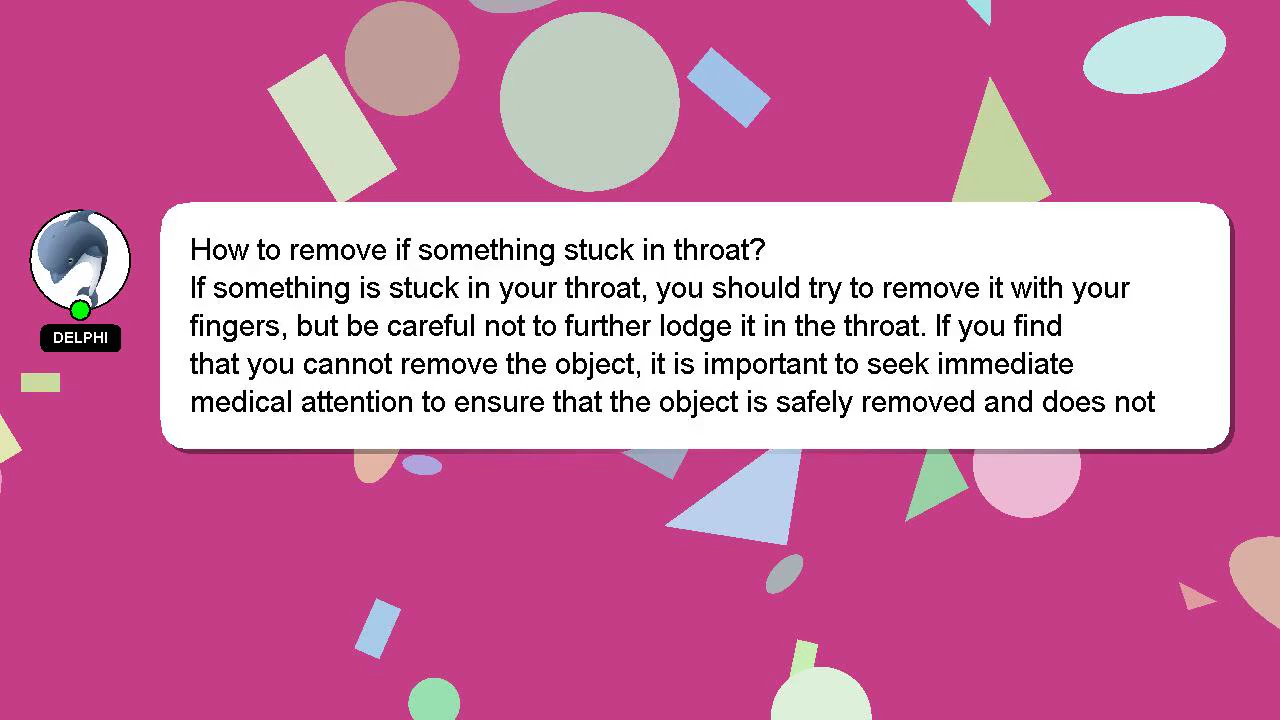 How to remove if something stuck in throat?
If something is stuck in your throat, you should try to remove it with your
fingers, but be careful not to further lodge it in the throat. If you find
that you cannot remove the object, it is important to seek immediate
medical attention to ensure that the object is safely removed and does not
DELPHI